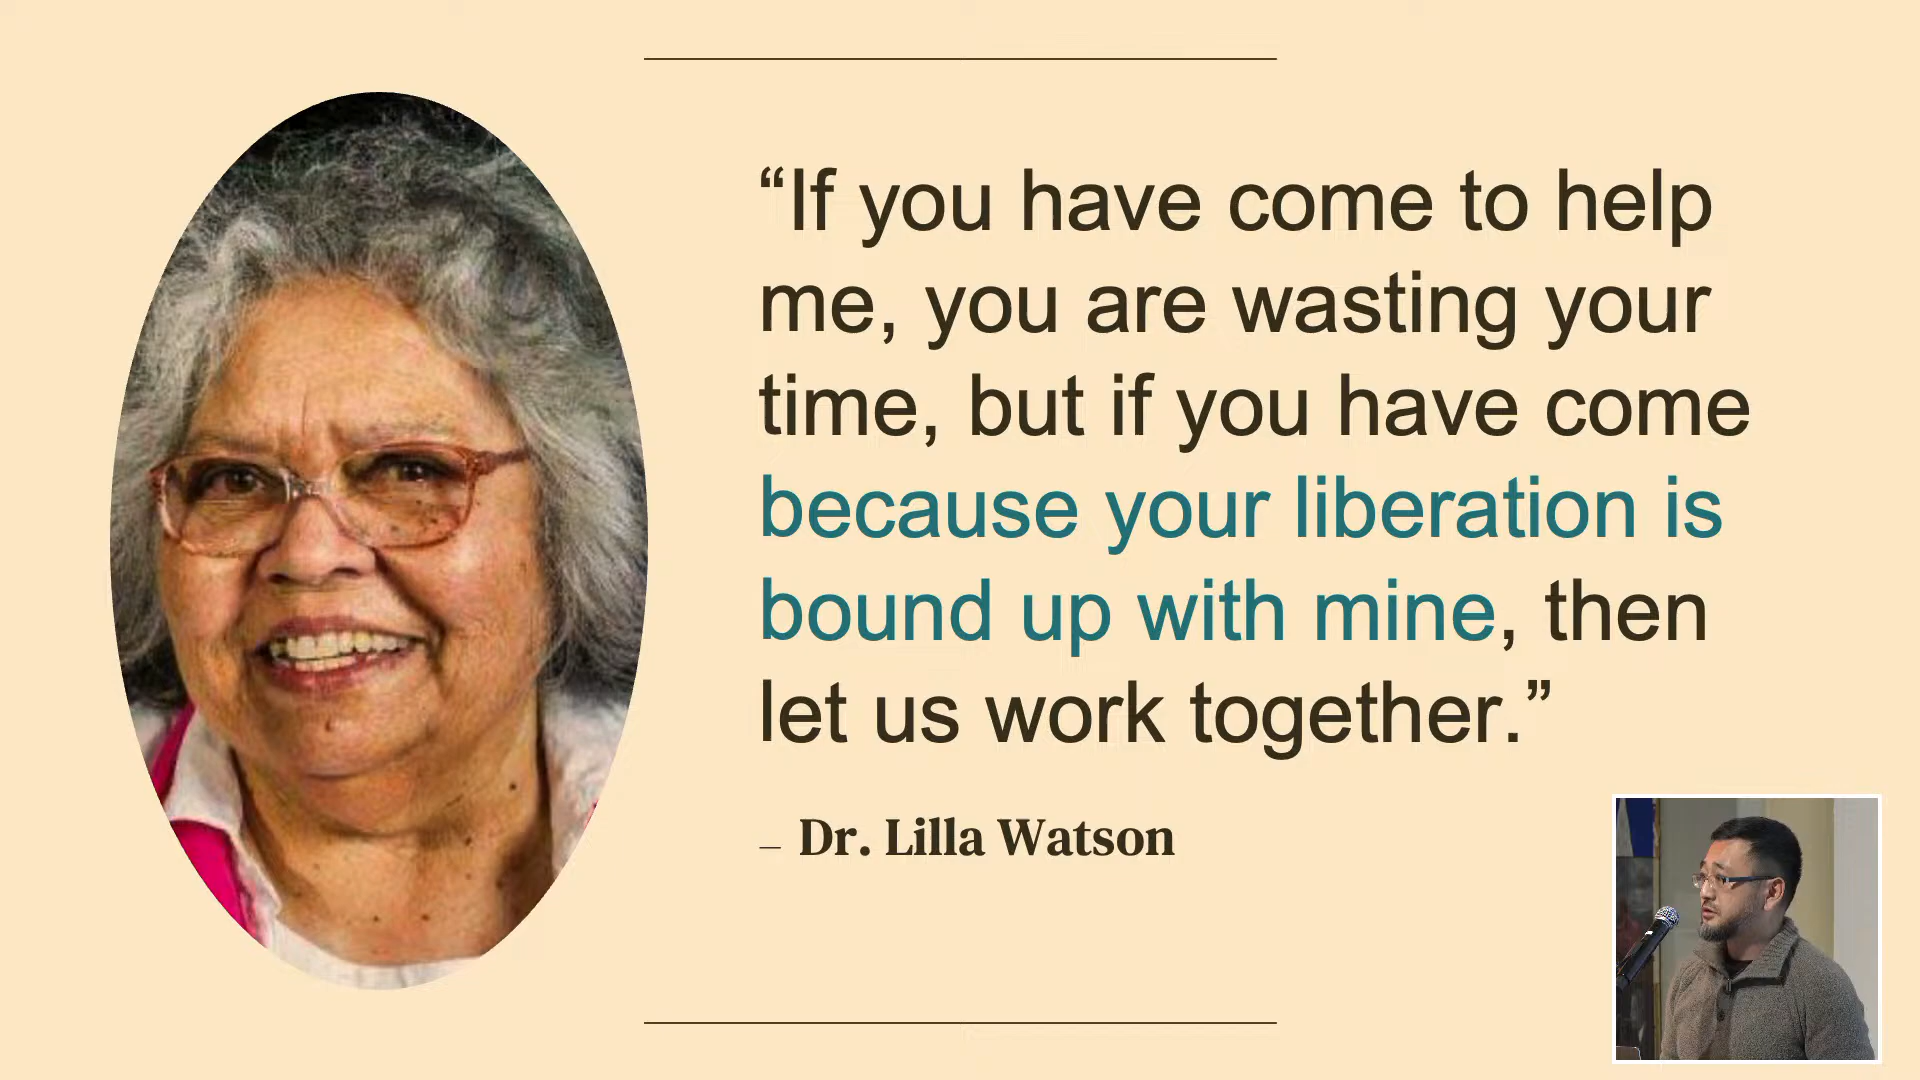 “If you have come to help
me, you are wasting your
time, but if you have come
because your liberation is
bound up with mine, then
let us work together.”
– Dr. Lilla Watson